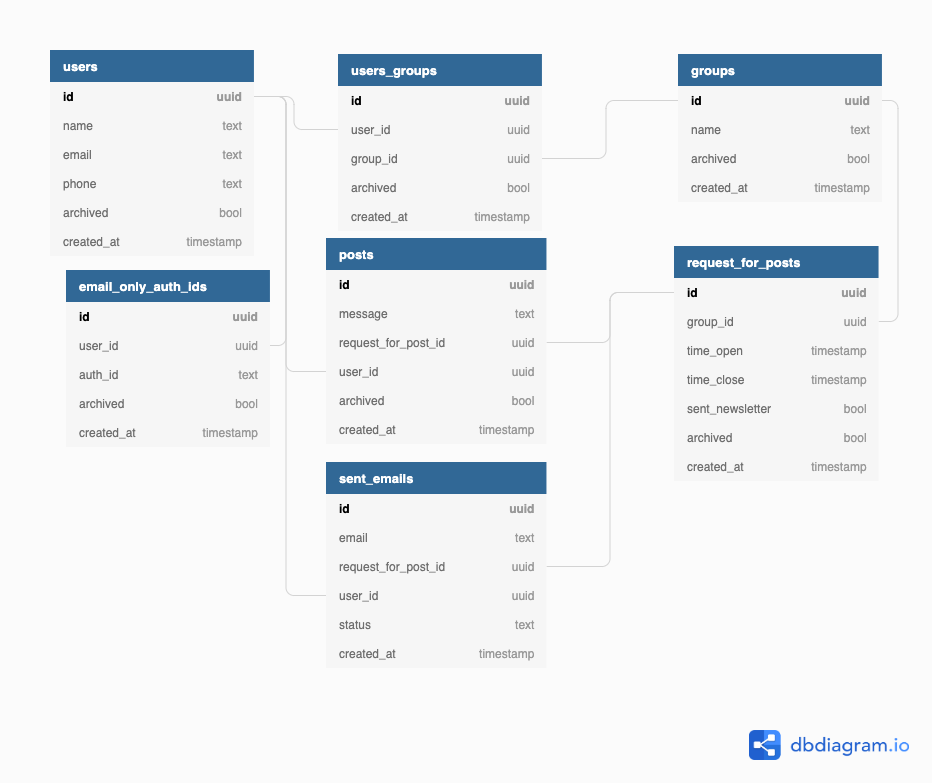 users
id uuid
name text
email text
phone text
archived bool
created_at timestamp
users_groups
id uuid
user_id uuid
group_id uuid
archived bool
created_at timestamp
groups
id uuid
name text
archived bool
created_at timestamp
email_only_auth_ids
id uuid
user_id uuid
auth_id text
archived bool
created_at timestamp
posts
id uuid
message text
request_for_post_id uuid
user_id uuid
archived bool
created_at timestamp
request_for_posts
id uuid
group_id uuid
time_open timestamp
time_close timestamp
sent_newsletter bool
archived bool
created_at timestamp
sent_emails
id uuid
email text
request_for_post_id uuid
user_id uuid
status text
created_at timestamp
dbdiagram.io